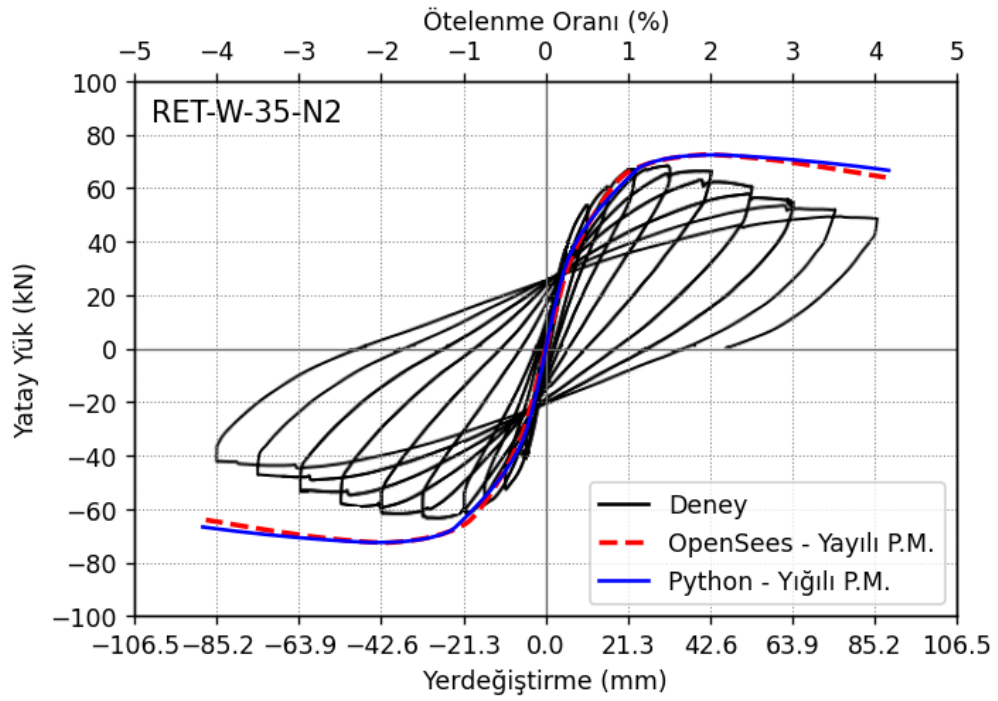 Ötelenme Oranı (%)
−5 −4 −3 −2 −1 0 1 2 3 4 5
RET-W-35-N2
100
80
60
40
20
0
−20
−40
−60
−80
−100
Yatay Yük (kN)
Deney
OpenSees - Yayılı P.M.
Python - Yığılı P.M.
−106.5 −85.2 −63.9 −42.6 −21.3 0.0 21.3 42.6 63.9 85.2 106.5
Yerdeğiştirme (mm)